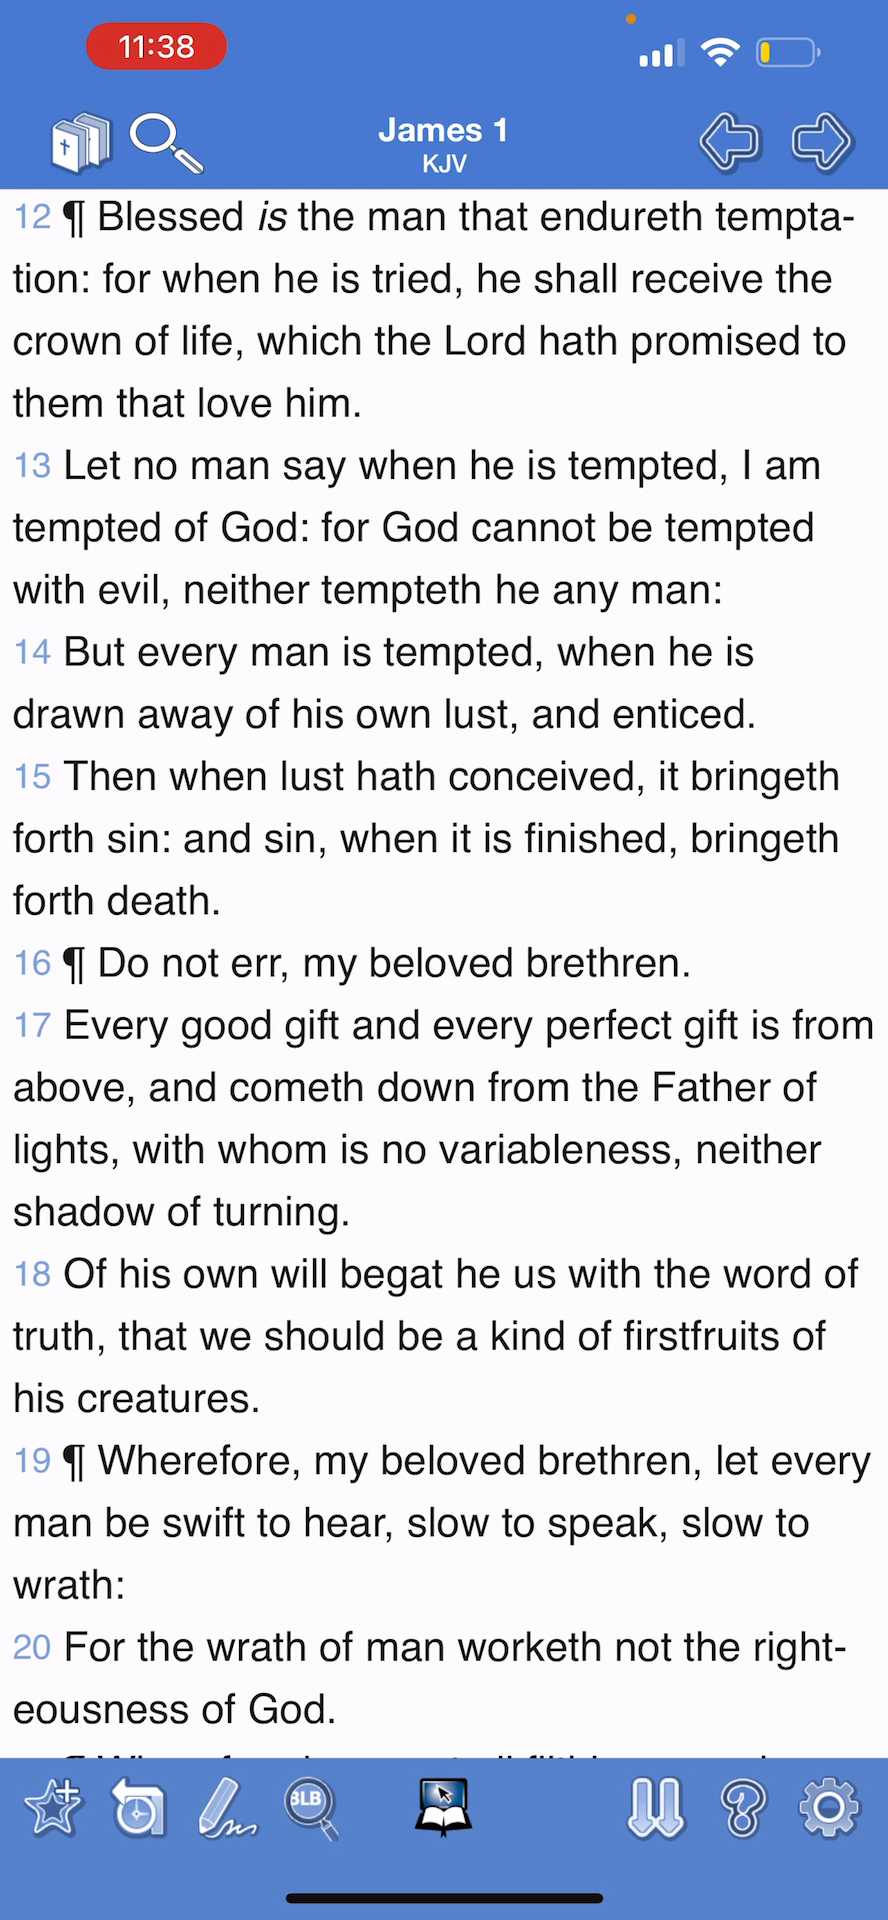 11:38
James 1
KJV
12 ¶ Blessed is the man that endureth tempta-
tion: for when he is tried, he shall receive the
crown of life, which the Lord hath promised to
them that love him.
13 Let no man say when he is tempted, I am
tempted of God: for God cannot be tempted
with evil, neither tempteth he any man:
14 But every man is tempted, when he is
drawn away of his own lust, and enticed.
15 Then when lust hath conceived, it bringeth
forth sin: and sin, when it is finished, bringeth
forth death.
16 ¶ Do not err, my beloved brethren.
17 Every good gift and every perfect gift is from
above, and cometh down from the Father of
lights, with whom is no variableness, neither
shadow of turning.
18 Of his own will begat he us with the word of
truth, that we should be a kind of firstfruits of
his creatures.
19 ¶ Wherefore, my beloved brethren, let every
man be swift to hear, slow to speak, slow to
wrath:
20 For the wrath of man worketh not the right-
eousness of God.
BLB